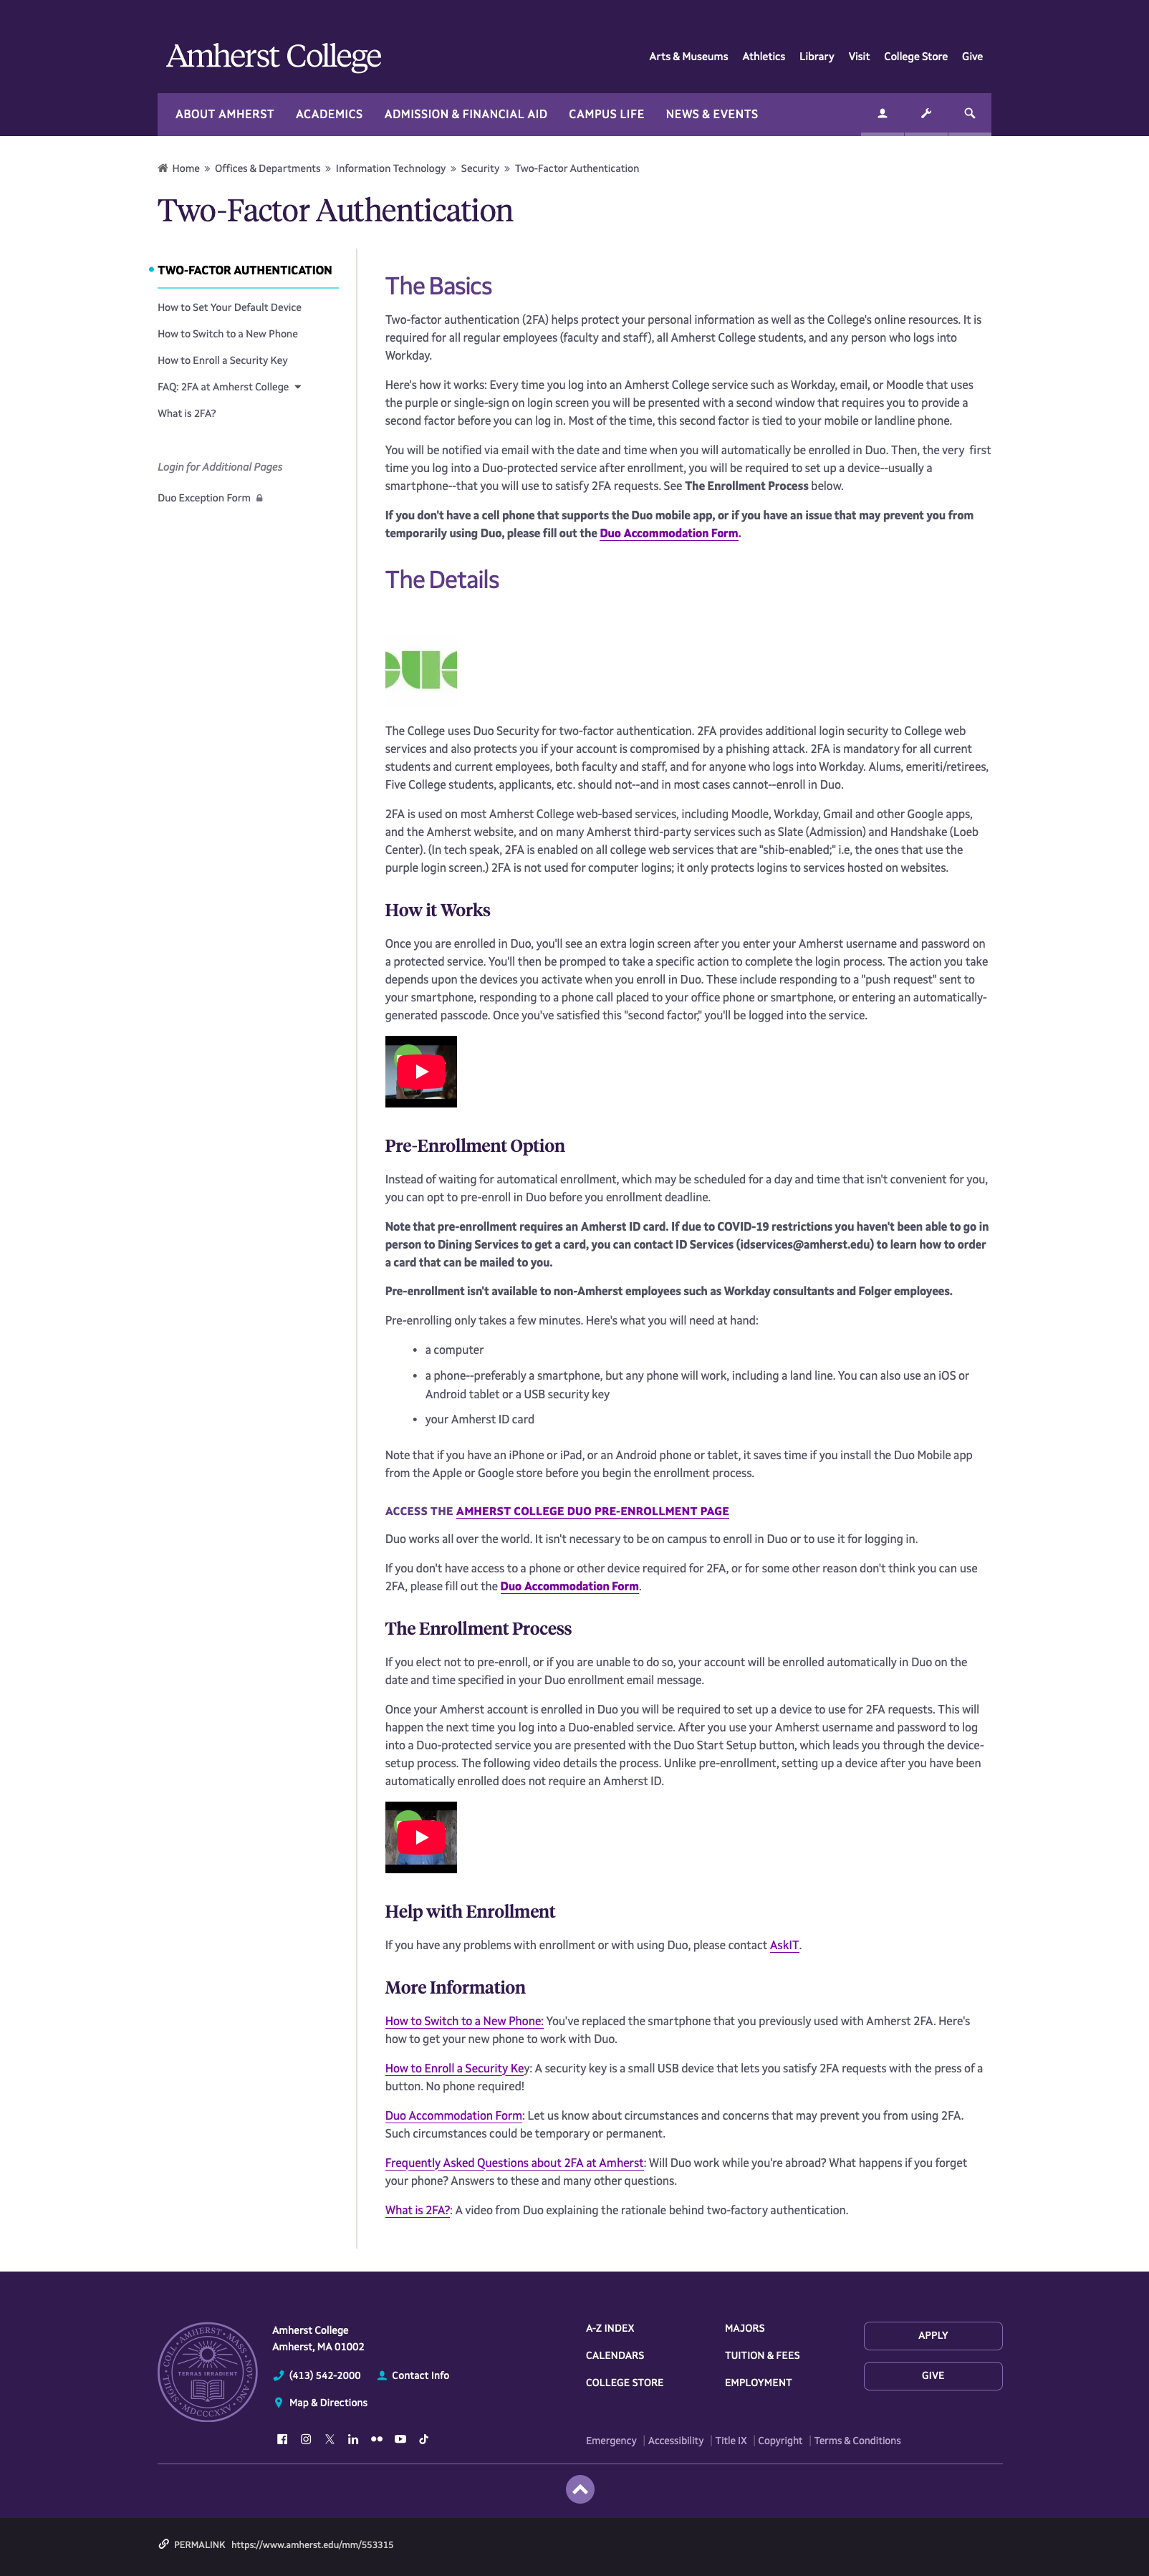 Amherst College
Arts & Museums Athletics Library Visit College Store Give
ABOUT AMHERST ACADEMICS ADMISSION & FINANCIAL AID CAMPUS LIFE NEWS & EVENTS
Home » Offices & Departments » Information Technology » Security » Two-Factor Authentication
Two-Factor Authentication
TWO-FACTOR AUTHENTICATION
How to Set Your Default Device
How to Switch to a New Phone
How to Enroll a Security Key
FAQ: 2FA at Amherst College
What is 2FA?
Login for Additional Pages
Duo Exception Form
The Basics
Two-factor authentication (2FA) helps protect your personal information as well as the College's online resources. It is
required for all regular employees (faculty and staff), all Amherst College students, and any person who logs into
Workday.
Here's how it works: Every time you log into an Amherst College service such as Workday, email, or Moodle that uses
the purple or single-sign on login screen you will be presented with a second window that requires you to provide a
second factor before you can log in. Most of the time, this second factor is tied to your mobile or landline phone.
You will be notified via email with the date and time when you will automatically be enrolled in Duo. Then, the very first
time you log into a Duo-protected service after enrollment, you will be required to set up a device--usually a
smartphone--that you will use to satisfy 2FA requests. See The Enrollment Process below.
If you don't have a cell phone that supports the Duo mobile app, or if you have an issue that may prevent you from
temporarily using Duo, please fill out the Duo Accommodation Form.
The Details
The College uses Duo Security for two-factor authentication. 2FA provides additional login security to College web
services and also protects you if your account is compromised by a phishing attack. 2FA is mandatory for all current
students and current employees, both faculty and staff, and for anyone who logs into Workday. Alums, emeriti/retirees,
Five College students, applicants, etc. should not--and in most cases cannot--enroll in Duo.
2FA is used on most Amherst College web-based services, including Moodle, Workday, Gmail and other Google apps,
and the Amherst website, and on many Amherst third-party services such as Slate (Admission) and Handshake (Loeb
Center). (In tech speak, 2FA is enabled on all college web services that are "shib-enabled;" i.e, the ones that use the
purple login screen.) 2FA is not used for computer logins; it only protects logins to services hosted on websites.
How it Works
Once you are enrolled in Duo, you'll see an extra login screen after you enter your Amherst username and password on
a protected service. You'll then be promped to take a specific action to complete the login process. The action you take
depends upon the devices you activate when you enroll in Duo. These include responding to a "push request" sent to
your smartphone, responding to a phone call placed to your office phone or smartphone, or entering an automatically-
generated passcode. Once you've satisfied this "second factor," you'll be logged into the service.
Pre-Enrollment Option
Instead of waiting for automatical enrollment, which may be scheduled for a day and time that isn't convenient for you,
you can opt to pre-enroll in Duo before you enrollment deadline.
Note that pre-enrollment requires an Amherst ID card. If due to COVID-19 restrictions you haven't been able to go in
person to Dining Services to get a card, you can contact ID Services (idservices@amherst.edu) to learn how to order
a card that can be mailed to you.
Pre-enrollment isn't available to non-Amherst employees such as Workday consultants and Folger employees.
Pre-enrolling only takes a few minutes. Here's what you will need at hand:
• a computer
• a phone--preferably a smartphone, but any phone will work, including a land line. You can also use an iOS or
Android tablet or a USB security key
• your Amherst ID card
Note that if you have an iPhone or iPad, or an Android phone or tablet, it saves time if you install the Duo Mobile app
from the Apple or Google store before you begin the enrollment process.
ACCESS THE AMHERST COLLEGE DUO PRE-ENROLLMENT PAGE
Duo works all over the world. It isn't necessary to be on campus to enroll in Duo or to use it for logging in.
If you don't have access to a phone or other device required for 2FA, or for some other reason don't think you can use
2FA, please fill out the Duo Accommodation Form.
The Enrollment Process
If you elect not to pre-enroll, or if you are unable to do so, your account will be enrolled automatically in Duo on the
date and time specified in your Duo enrollment email message.
Once your Amherst account is enrolled in Duo you will be required to set up a device to use for 2FA requests. This will
happen the next time you log into a Duo-enabled service. After you use your Amherst username and password to log
into a Duo-protected service you are presented with the Duo Start Setup button, which leads you through the device-
setup process. The following video details the process. Unlike pre-enrollment, setting up a device after you have been
automatically enrolled does not require an Amherst ID.
Help with Enrollment
If you have any problems with enrollment or with using Duo, please contact AskIT.
More Information
How to Switch to a New Phone: You've replaced the smartphone that you previously used with Amherst 2FA. Here's
how to get your new phone to work with Duo.
How to Enroll a Security Key: A security key is a small USB device that lets you satisfy 2FA requests with the press of a
button. No phone required!
Duo Accommodation Form: Let us know about circumstances and concerns that may prevent you from using 2FA.
Such circumstances could be temporary or permanent.
Frequently Asked Questions about 2FA at Amherst: Will Duo work while you're abroad? What happens if you forget
your phone? Answers to these and many other questions.
What is 2FA?: A video from Duo explaining the rationale behind two-factory authentication.
TERRAS IRRADIENT
Amherst College
Amherst, MA 01002
(413) 542-2000 Contact Info
Map & Directions
A-Z INDEX
CALENDARS
COLLEGE STORE
MAJORS
TUITION & FEES
EMPLOYMENT
APPLY
GIVE
Emergency Accessibility Title IX Copyright Terms & Conditions
PERMALINK https://www.amherst.edu/mm/553315